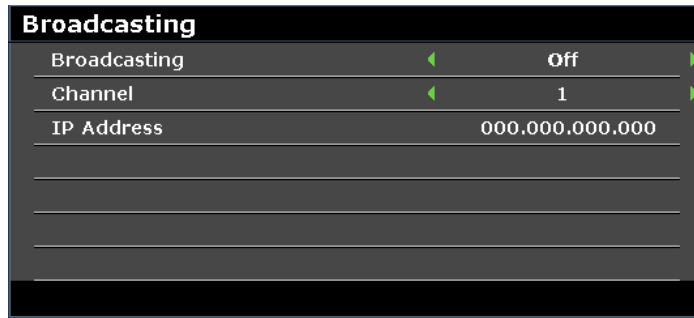 Broadcasting
Broadcasting Off
Channel 1
IP Address 000.000.000.000